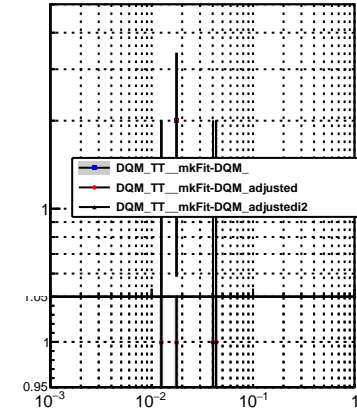 DQM_TT__mkFit-DQM_
DQM_TT__mkFit-DQM_adjusted
DQM_TT__mkFit-DQM_adjustedi2
1
1.05
1
0.95
10⁻³ 10⁻² 10⁻¹ 1